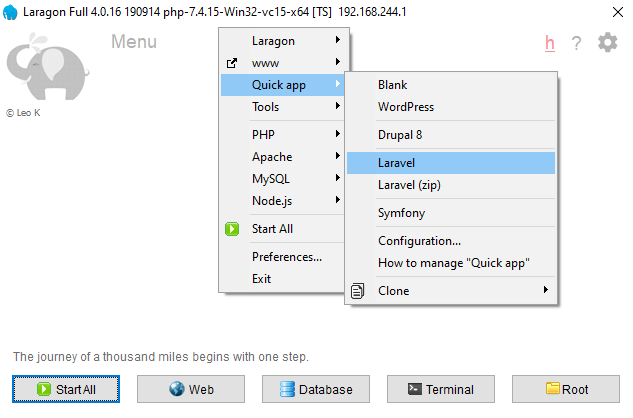 Laragon Full 4.0.16 190914 php-7.4.15-Win32-vc15-x64 [TS] 192.168.244.1
Menu
h
?
© Leo K
Laragon
www
Quick app
Tools
PHP
Apache
MySQL
Node.js
Start All
Preferences...
Exit
Blank
WordPress
Drupal 8
Laravel
Laravel (zip)
Symfony
Configuration...
How to manage "Quick app"
Clone
The journey of a thousand miles begins with one step.
Start All
Web
Database
Terminal
Root